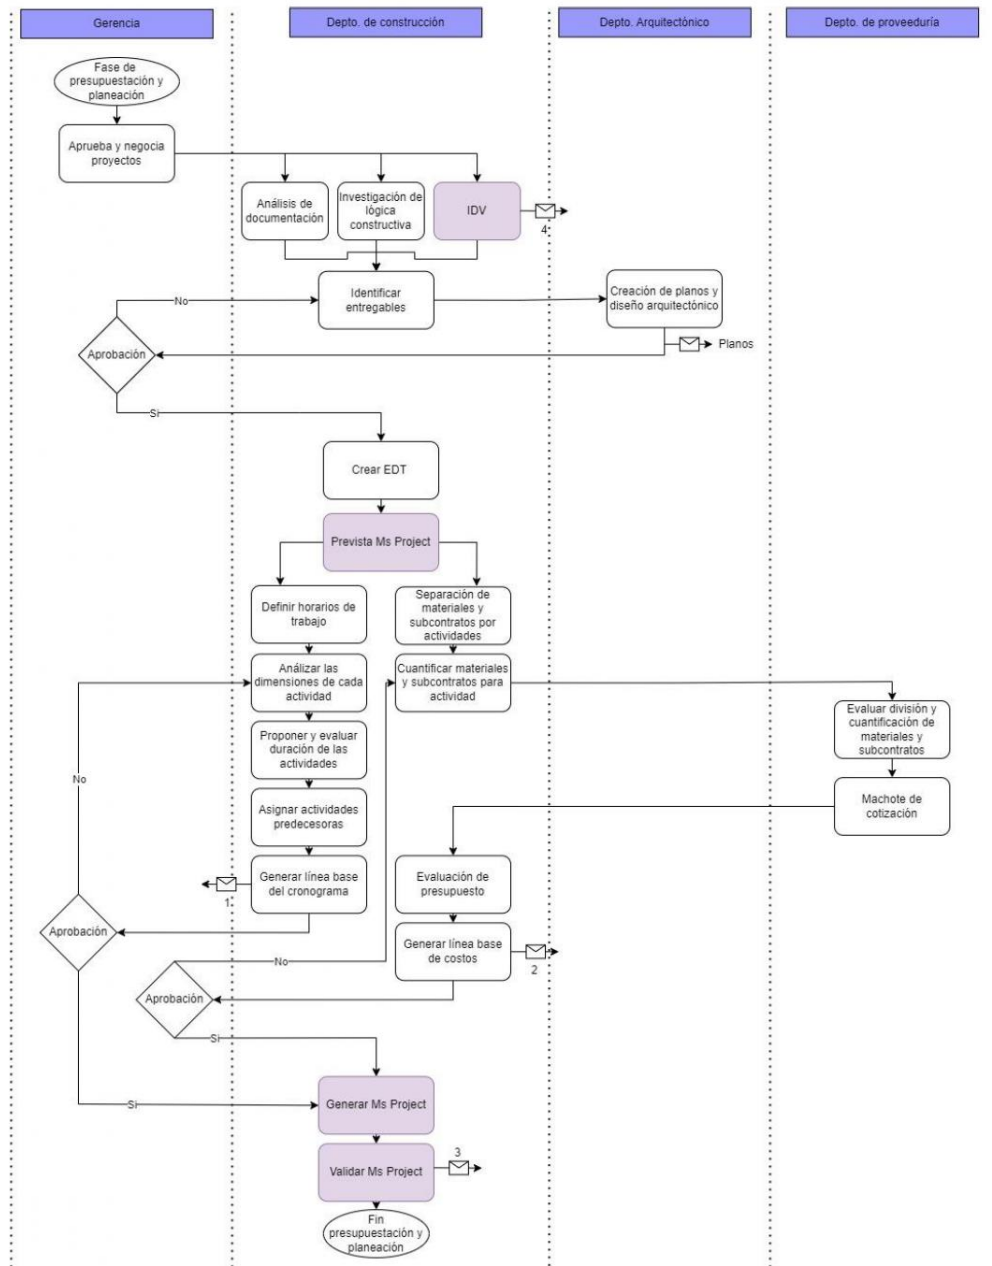 Gerencia
Depto. de construcción
Depto. Arquitectónico
Depto. de proveeduría
Fase de
presupuestación y
planeación
Aprueba y negocia
proyectos
Análisis de
documentación
Investigación de
lógica
constructiva
IDV
4
Identificar
entregables
Creación de planos y
diseño arquitectónico
No
Planos
Aprobación
Si
Crear EDT
Prevista Ms Project
Definir horarios de
trabajo
Separación de
materiales y
subcontratos por
actividades
Análizar las
dimensiones de cada
actividad
Cuantificar materiales
y subcontratos para
actividad
Evaluar división y
cuantificación de
materiales y
subcontratos
Proponer y evaluar
duración de las
actividades
No
Machote de
cotización
Asignar actividades
predecesoras
Generar línea base
del cronograma
1
Evaluación de
presupuesto
Aprobación
Generar línea base
de costos
2
No
Aprobación
Si
Si
Generar Ms Project
Validar Ms Project
3
Fin
presupuestación y
planeación